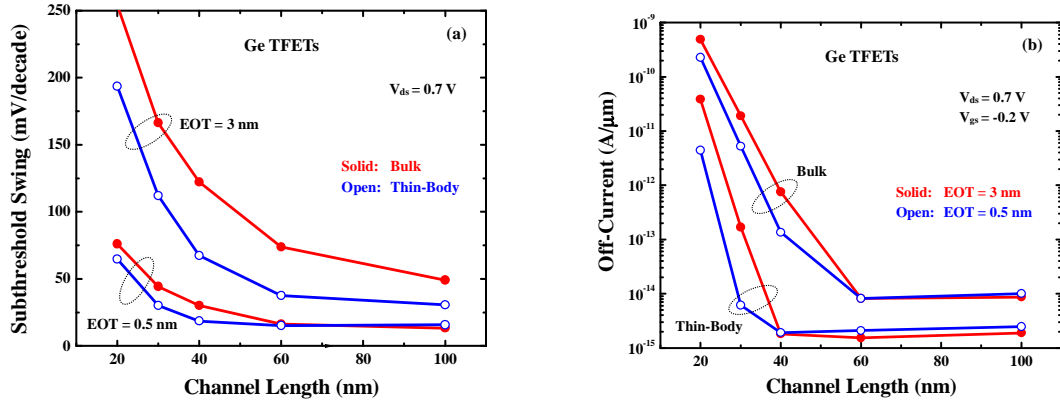 (a)
Ge TFETs
V_ds = 0.7 V
EOT = 3 nm
Solid: Bulk
Open: Thin-Body
EOT = 0.5 nm
Subthreshold Swing (mV/decade)
250
200
150
100
50
0
20
40
60
80
100
Channel Length (nm)
(b)
Ge TFETs
V_ds = 0.7 V
V_gs = -0.2 V
Bulk
Solid: EOT = 3 nm
Open: EOT = 0.5 nm
Thin-Body
Off-Current (A/μm)
10^-9
10^-10
10^-11
10^-12
10^-13
10^-14
10^-15
20
40
60
80
100
Channel Length (nm)